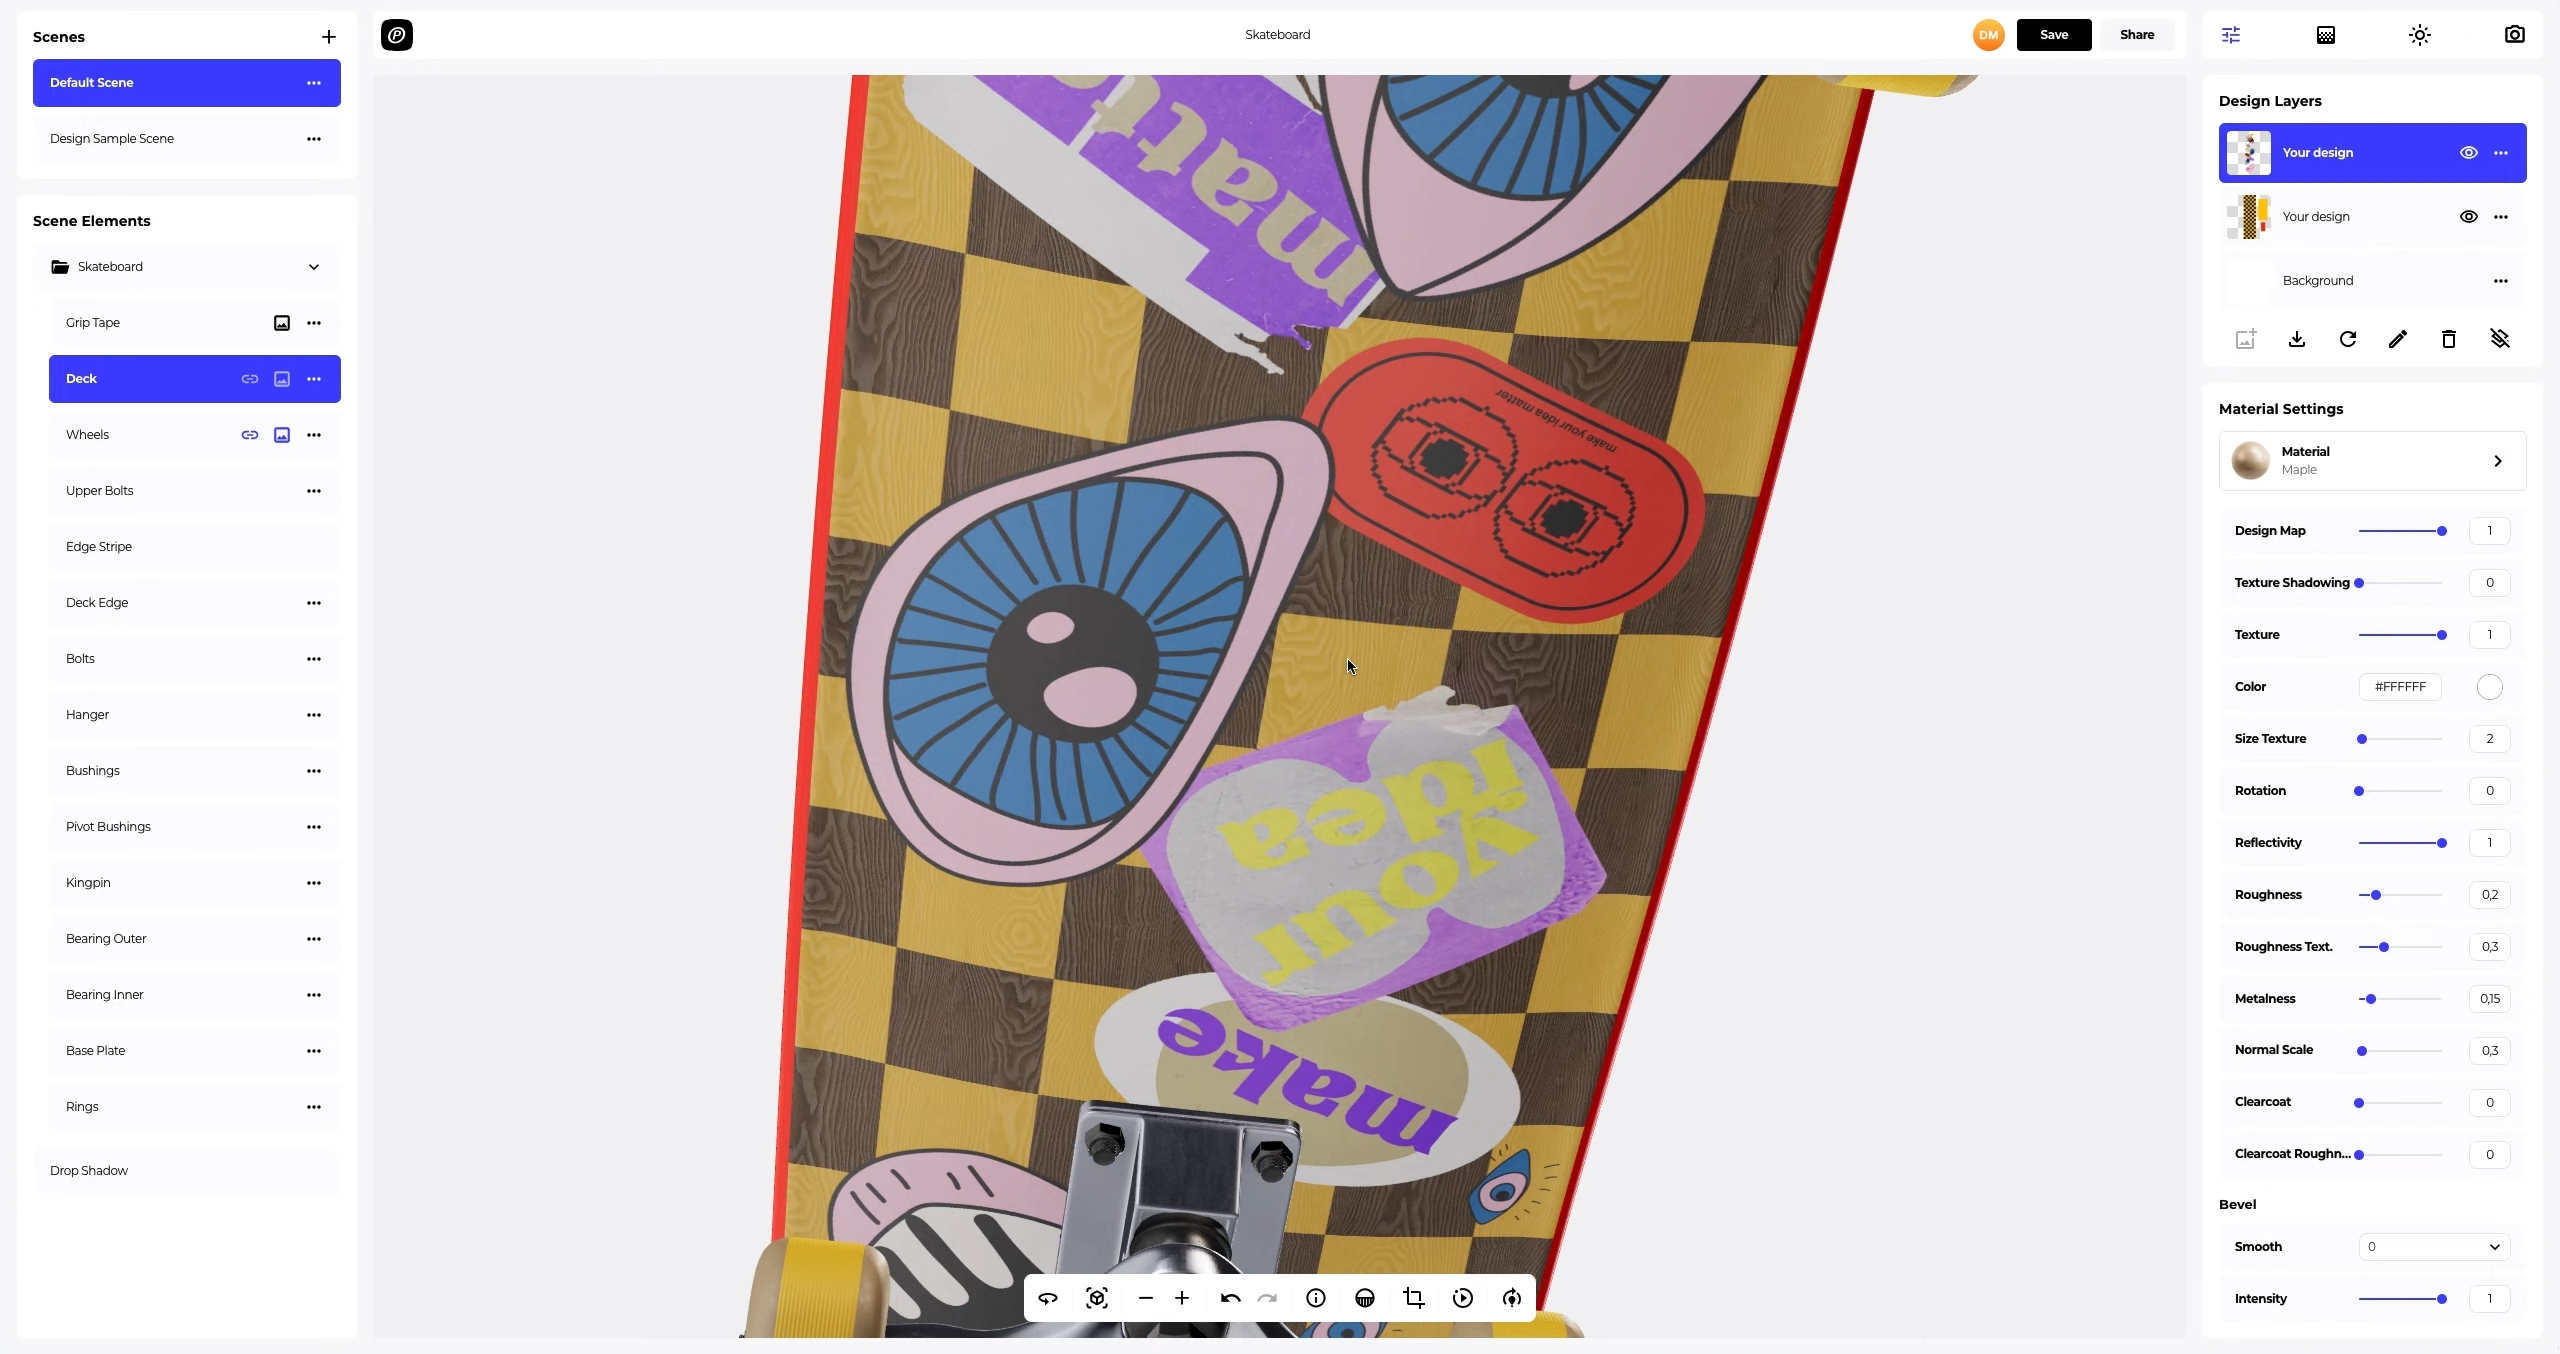 Scenes
Default Scene
Design Sample Scene
Scene Elements
Skateboard
Grip Tape
Deck
Wheels
Upper Bolts
Edge Stripe
Deck Edge
Bolts
Hanger
Bushings
Pivot Bushings
Kingpin
Bearing Outer
Bearing Inner
Base Plate
Rings
Drop Shadow
Skateboard
DM
Save
Share
matte
make your idea matter
your
idea
make
Design Layers
Your design
Your design
Background
Material Settings
Material
Maple
Design Map 1
Texture Shadowing 0
Texture 1
Color #FFFFFF
Size Texture 2
Rotation 0
Reflectivity 1
Roughness 0,2
Roughness Text. 0,3
Metalness 0,15
Normal Scale 0,3
Clearcoat 0
Clearcoat Roughn... 0
Bevel
Smooth 0
Intensity 1